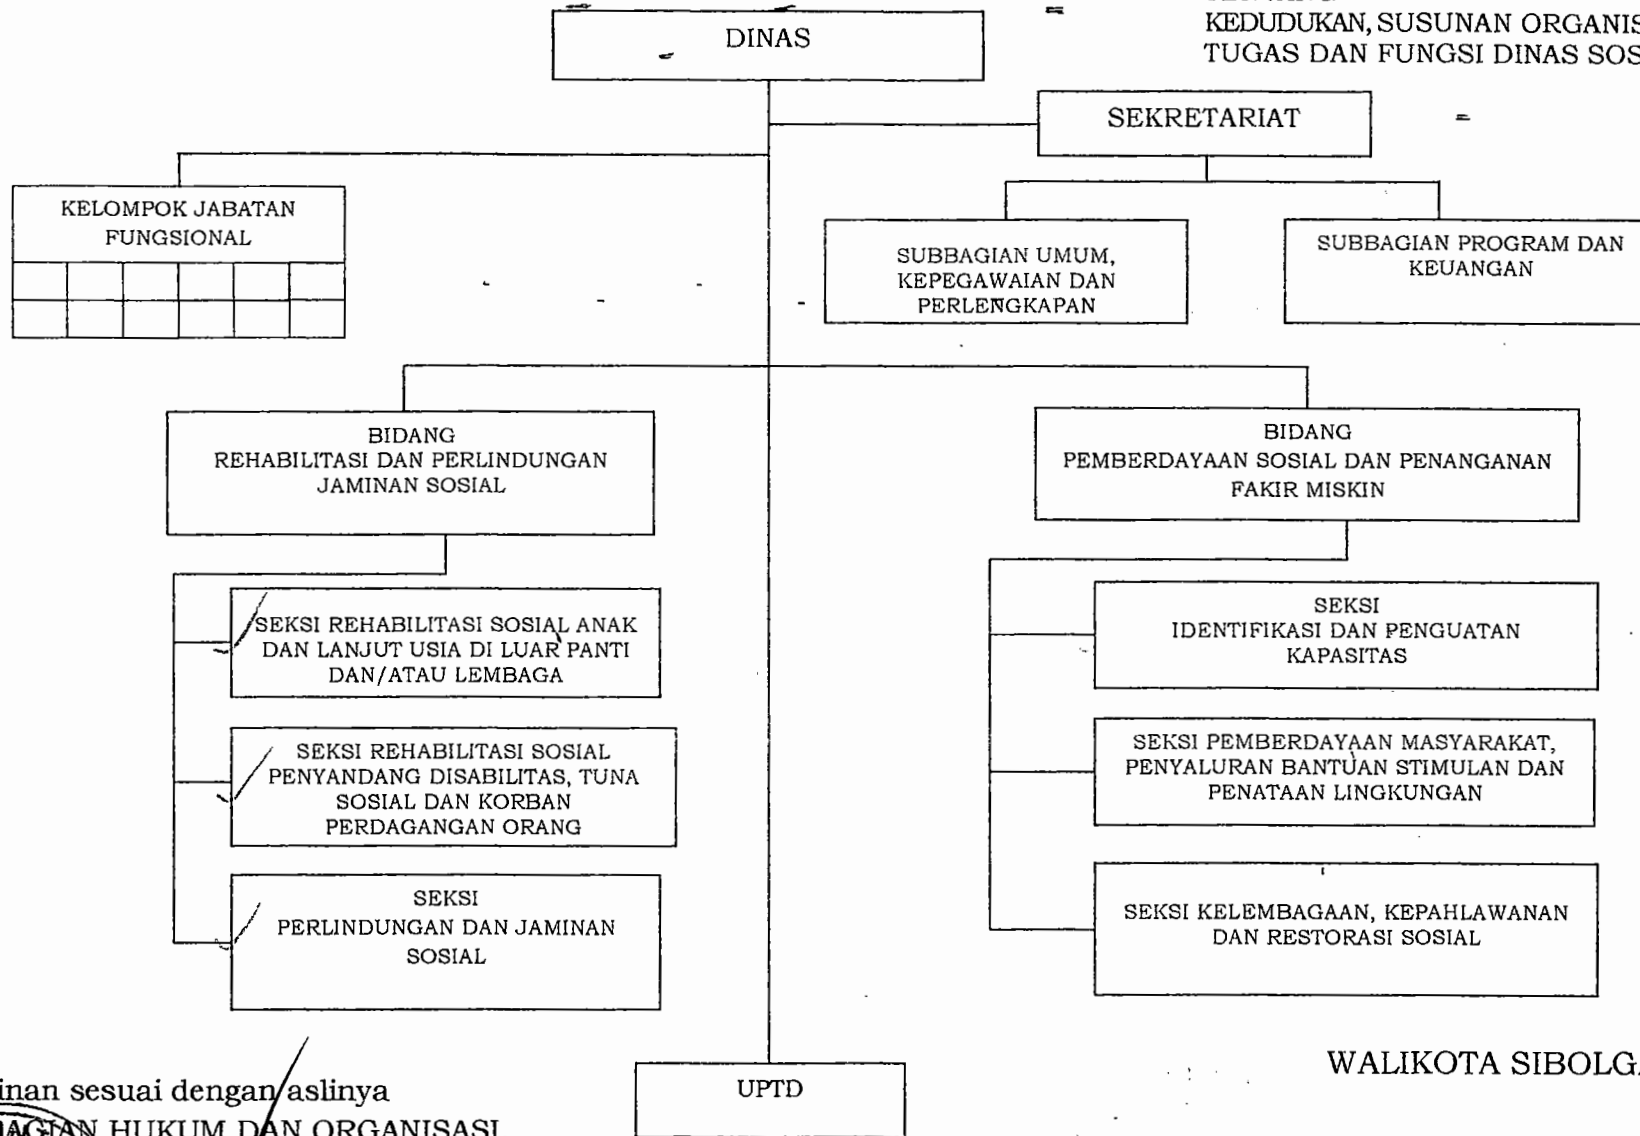 KEDUDUKAN, SUSUNAN ORGANIS
TUGAS DAN FUNGSI DINAS SOS
DINAS
SEKRETARIAT
KELOMPOK JABATAN
FUNGSIONAL
SUBBAGIAN UMUM,
KEPEGAWAIAN DAN
PERLENGKAPAN
SUBBAGIAN PROGRAM DAN
KEUANGAN
BIDANG
REHABILITASI DAN PERLINDUNGAN
JAMINAN SOSIAL
BIDANG
PEMBERDAYAAN SOSIAL DAN PENANGANAN
FAKIR MISKIN
SEKSI REHABILITASI SOSIAL ANAK
DAN LANJUT USIA DI LUAR PANTI
DAN/ATAU LEMBAGA
SEKSI REHABILITASI SOSIAL
PENYANDANG DISABILITAS, TUNA
SOSIAL DAN KORBAN
PERDAGANGAN ORANG
SEKSI
PERLINDUNGAN DAN JAMINAN
SOSIAL
SEKSI
IDENTIFIKASI DAN PENGUATAN
KAPASITAS
SEKSI PEMBERDAYAAN MASYARAKAT,
PENYALURAN BANTUAN STIMULAN DAN
PENATAAN LINGKUNGAN
SEKSI KELEMBAGAAN, KEPAHLAWANAN
DAN RESTORASI SOSIAL
UPTD
WALIKOTA SIBOLGA
inan sesuai dengan aslinya
BAGIAN HUKUM DAN ORGANISASI